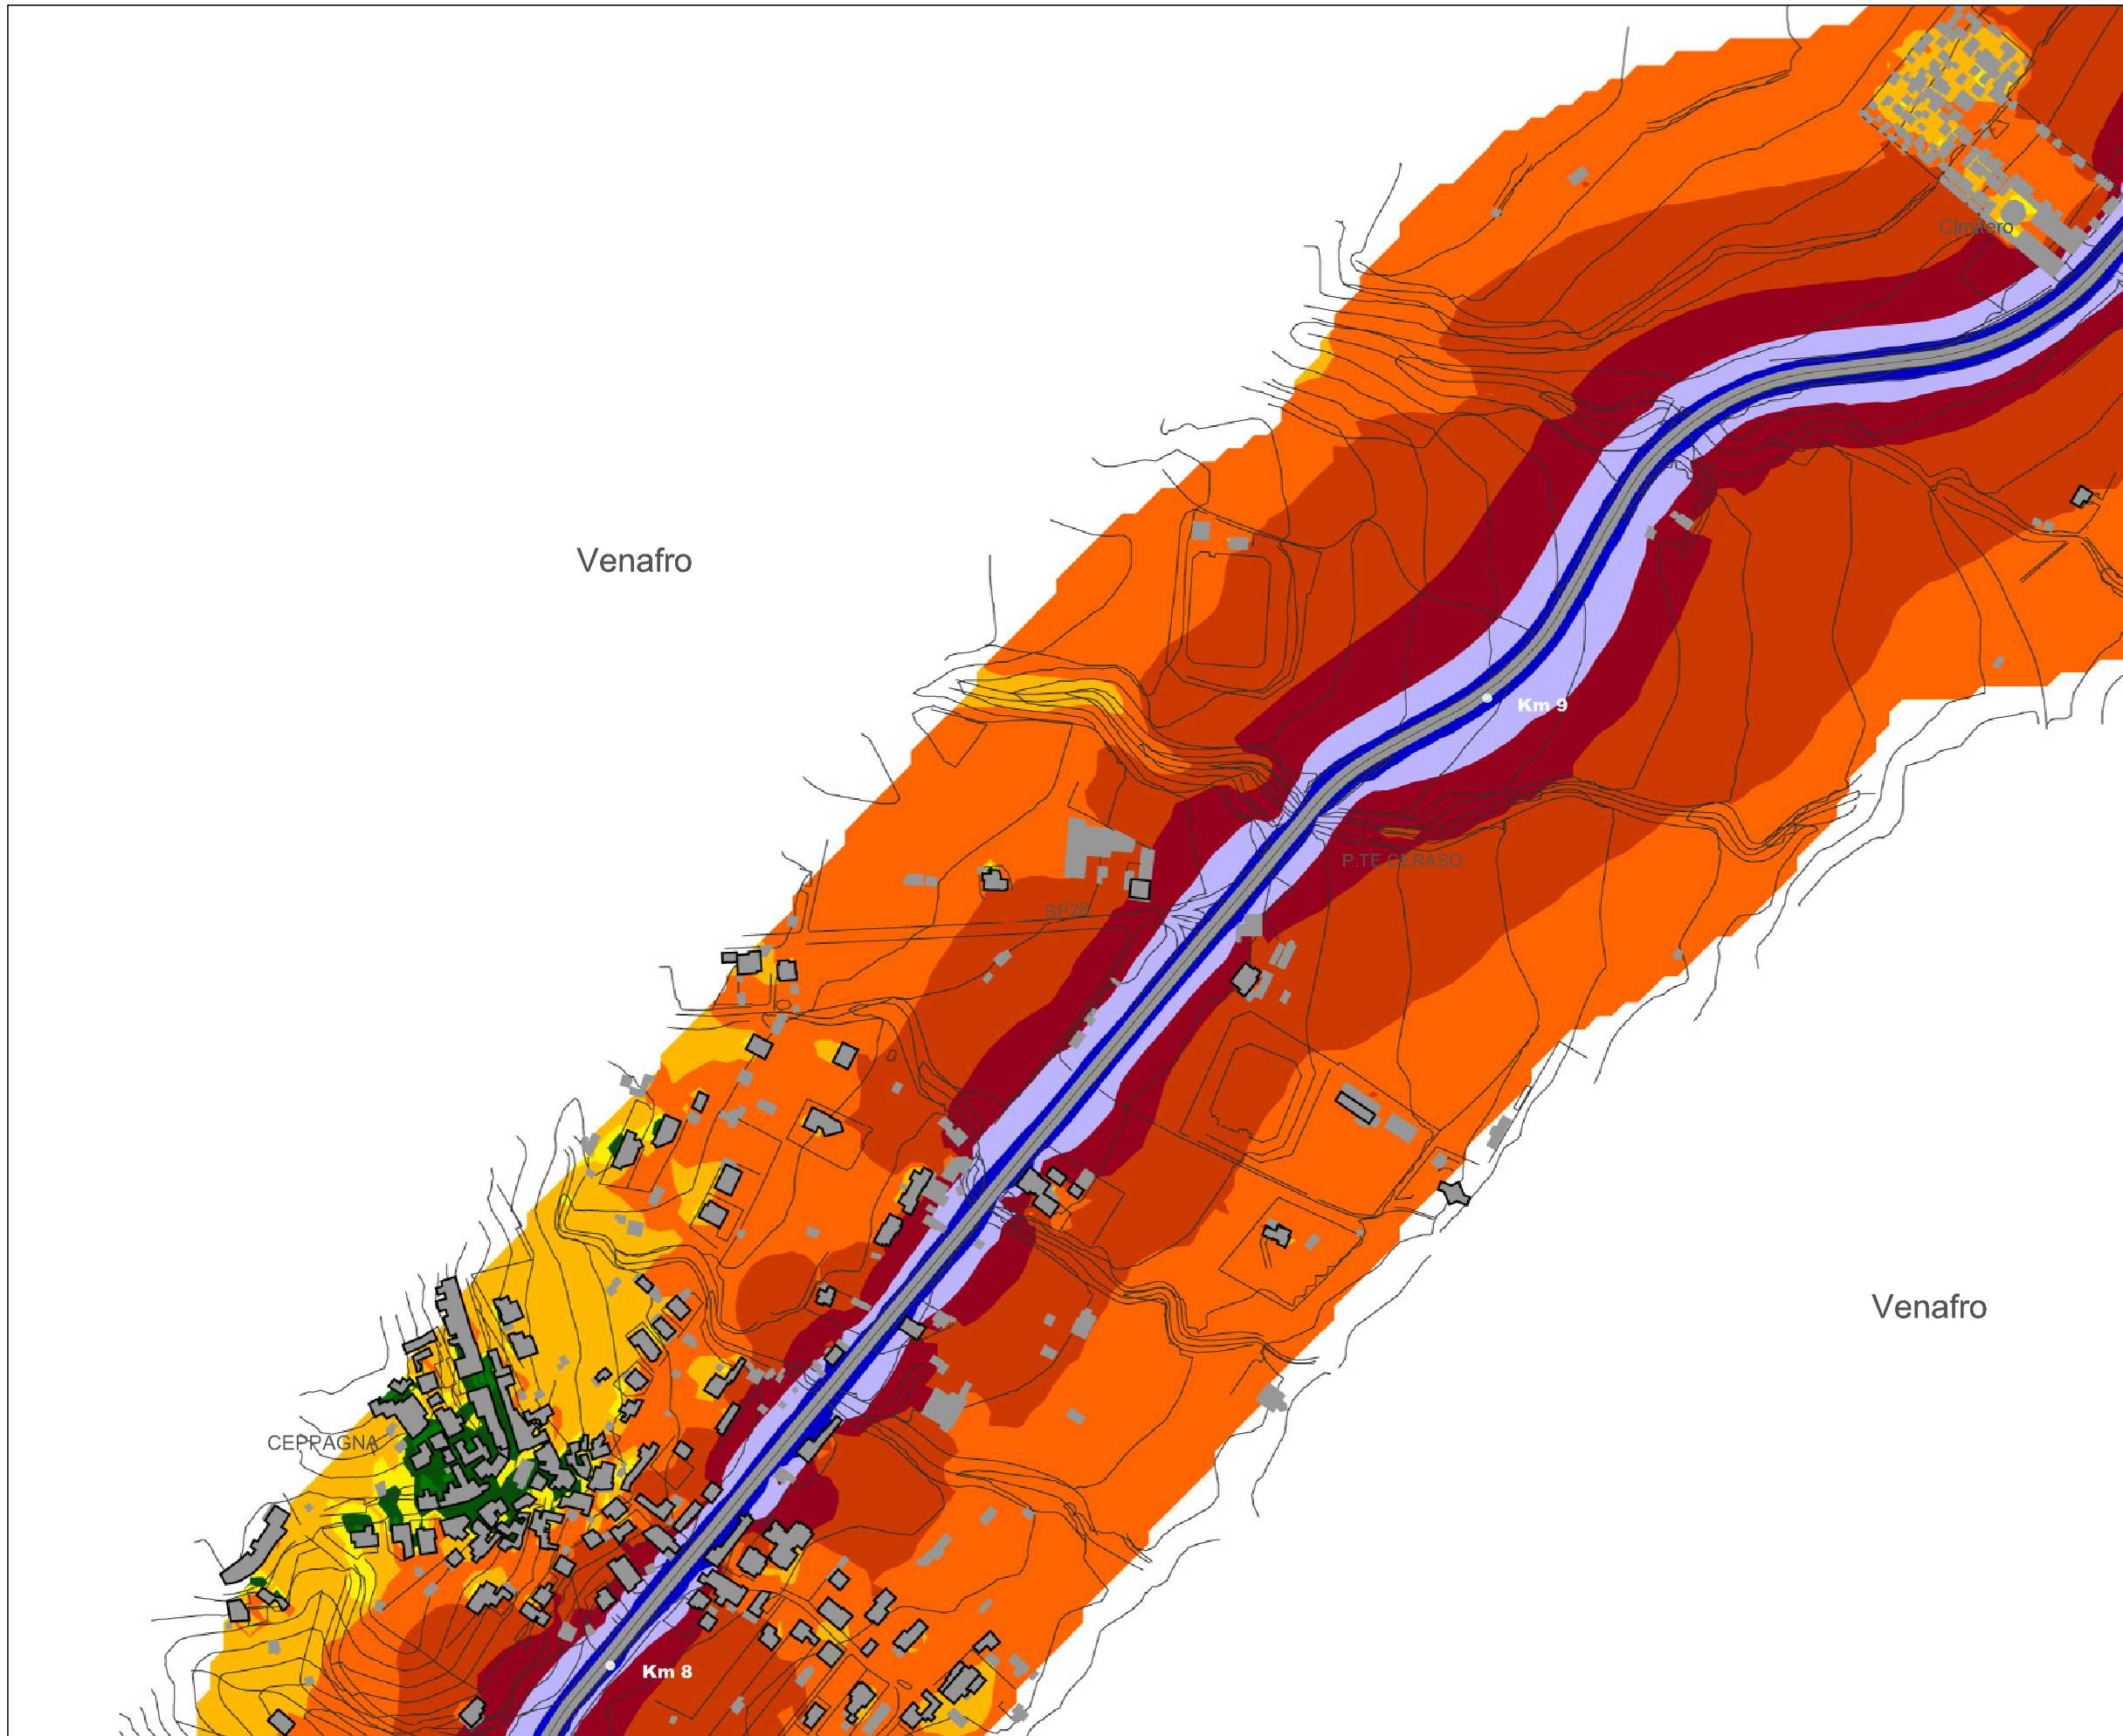 Cimitero
Venafro
Km 9
P.TE CERASO
SP28
Venafro
CEPPAGNA
Km 8